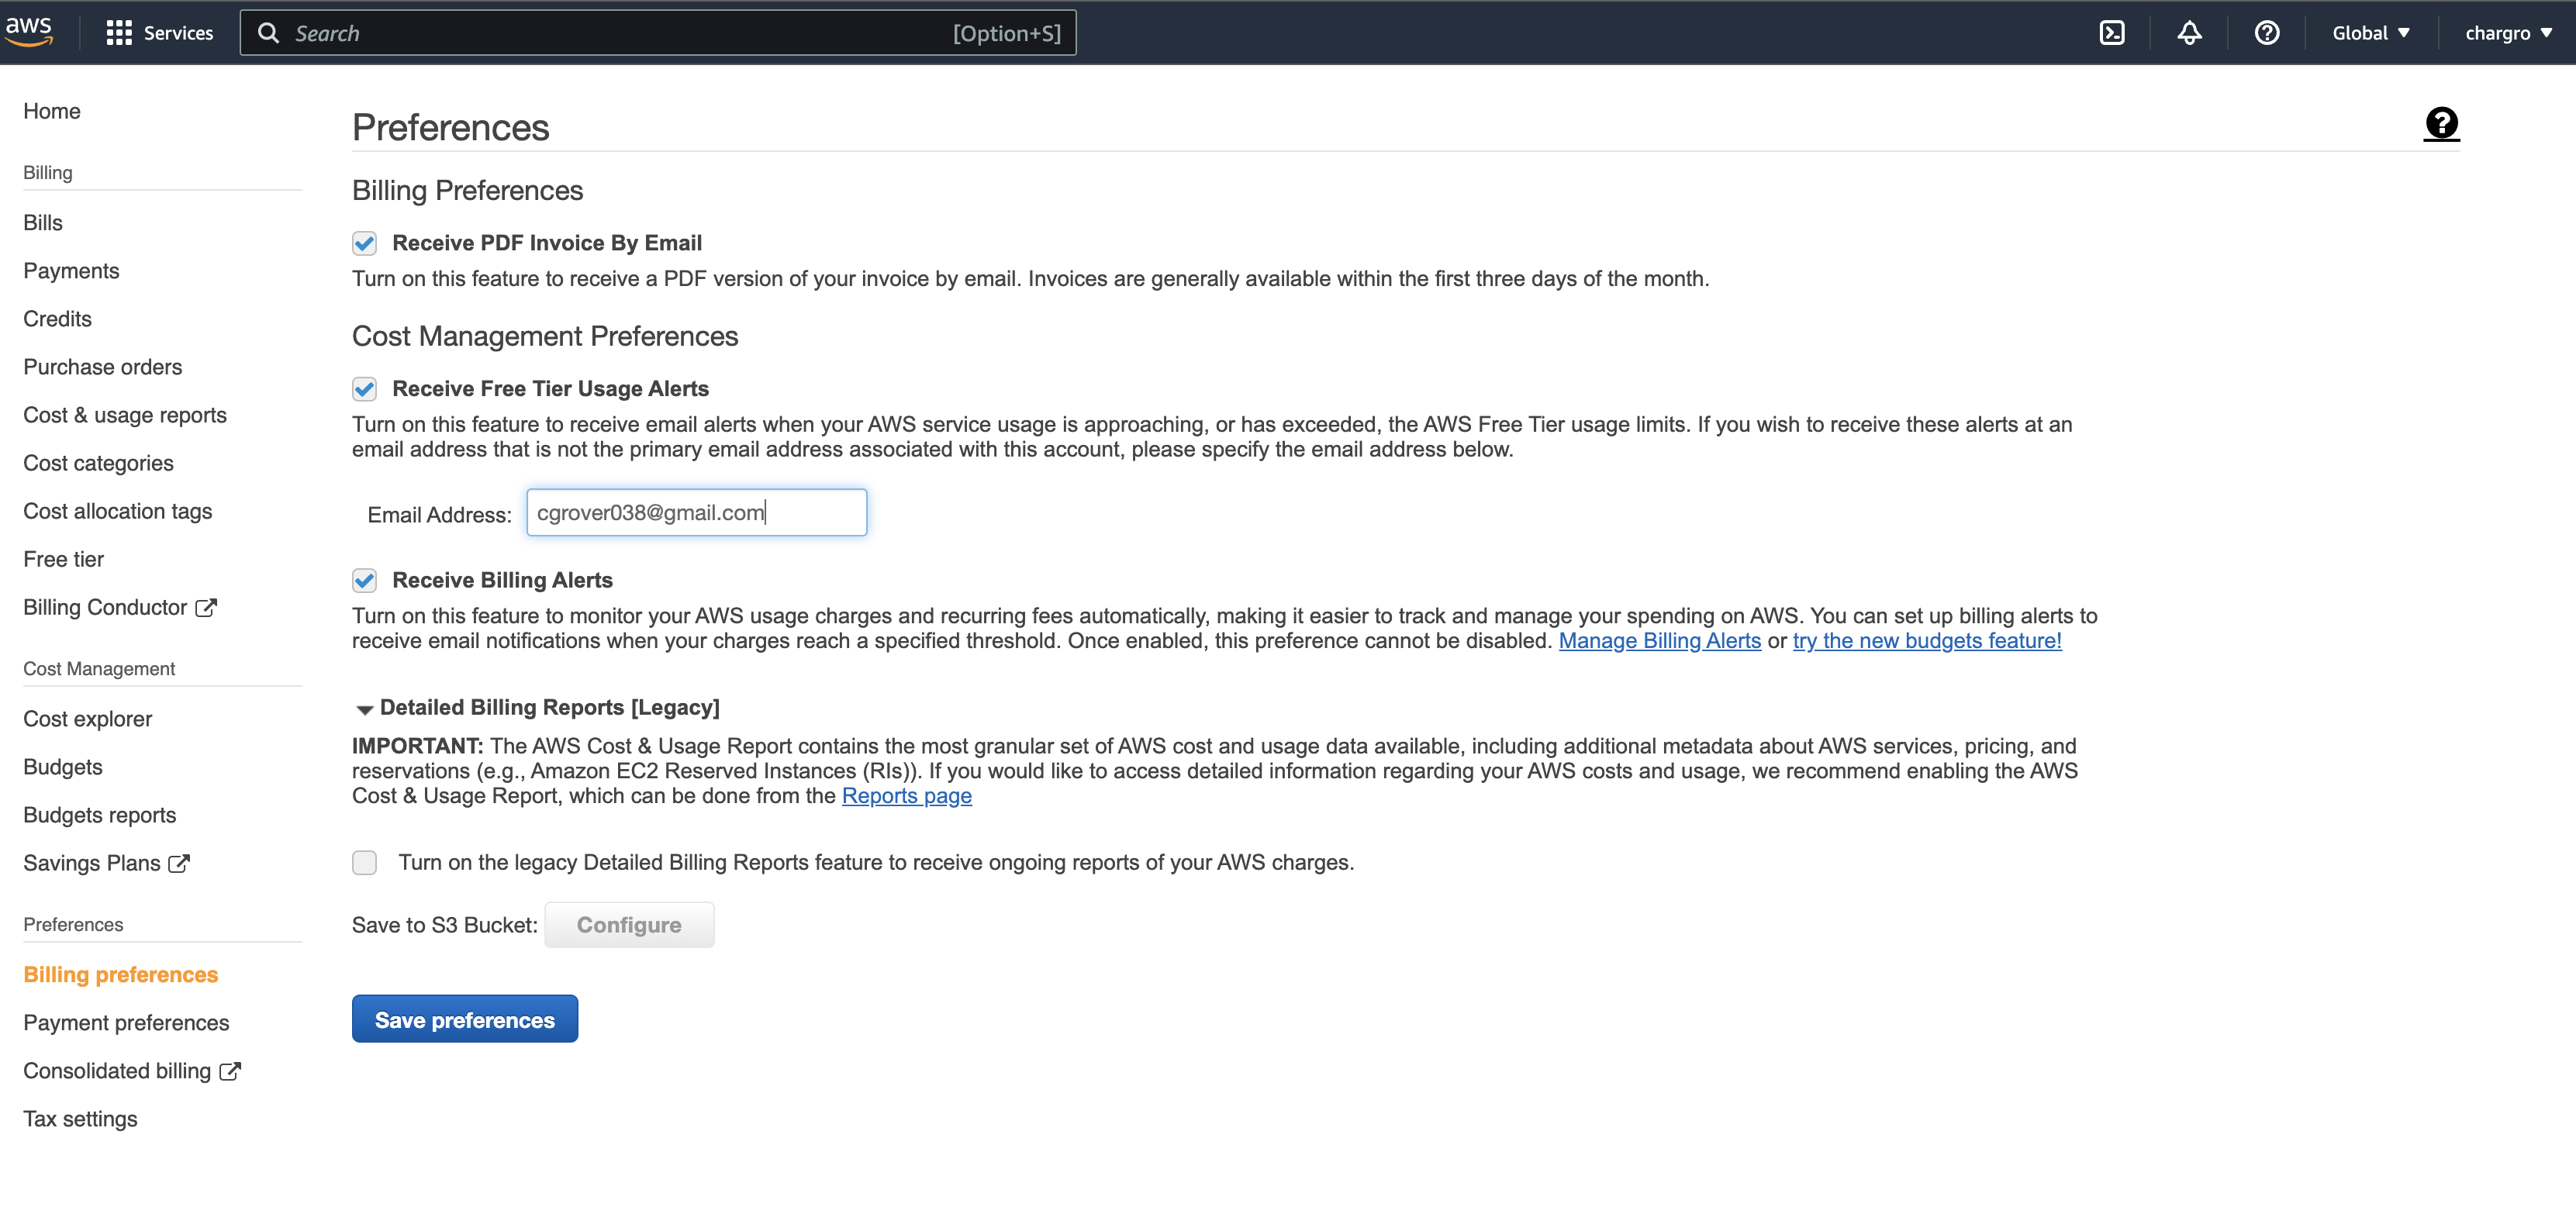 aws
Services
Search
[Option+S]
Global
chargro
Home
Billing
Bills
Payments
Credits
Purchase orders
Cost & usage reports
Cost categories
Cost allocation tags
Free tier
Billing Conductor
Cost Management
Cost explorer
Budgets
Budgets reports
Savings Plans
Preferences
Billing preferences
Payment preferences
Consolidated billing
Tax settings
Preferences
Billing Preferences
Receive PDF Invoice By Email
Turn on this feature to receive a PDF version of your invoice by email. Invoices are generally available within the first three days of the month.
Cost Management Preferences
Receive Free Tier Usage Alerts
Turn on this feature to receive email alerts when your AWS service usage is approaching, or has exceeded, the AWS Free Tier usage limits. If you wish to receive these alerts at an
email address that is not the primary email address associated with this account, please specify the email address below.
Email Address: cgrover038@gmail.com
Receive Billing Alerts
Turn on this feature to monitor your AWS usage charges and recurring fees automatically, making it easier to track and manage your spending on AWS. You can set up billing alerts to
receive email notifications when your charges reach a specified threshold. Once enabled, this preference cannot be disabled. Manage Billing Alerts or try the new budgets feature!
Detailed Billing Reports [Legacy]
IMPORTANT: The AWS Cost & Usage Report contains the most granular set of AWS cost and usage data available, including additional metadata about AWS services, pricing, and
reservations (e.g., Amazon EC2 Reserved Instances (RIs)). If you would like to access detailed information regarding your AWS costs and usage, we recommend enabling the AWS
Cost & Usage Report, which can be done from the Reports page
Turn on the legacy Detailed Billing Reports feature to receive ongoing reports of your AWS charges.
Save to S3 Bucket: Configure
Save preferences